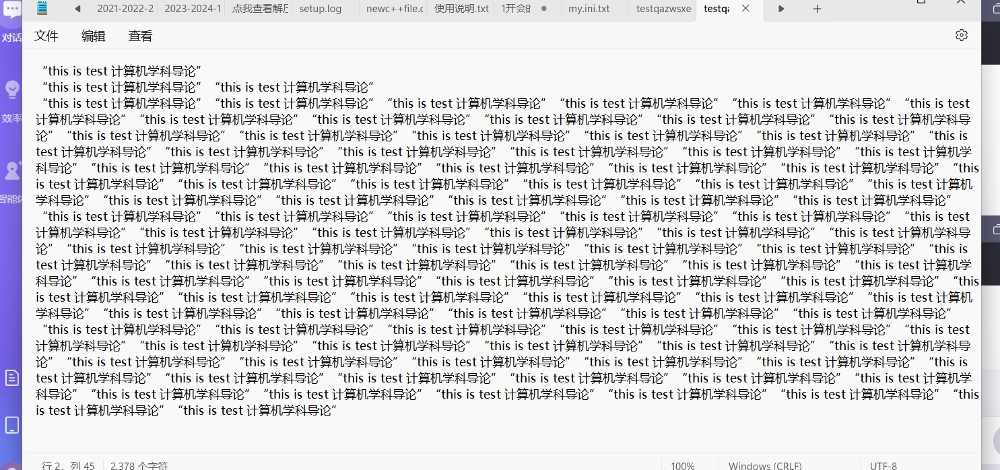 2021-2022-2 2023-2024-1 点我查看解 setup.log newc++file.c 使用说明.txt 1开会 my.ini.txt testqazwsxe testqa
对话
文件 编辑 查看
“this is test 计算机学科导论”
“this is test 计算机学科导论” “this is test 计算机学科导论”
“this is test 计算机学科导论” “this is test 计算机学科导论” “this is test 计算机学科导论” “this is test 计算机学科导论” “this is test 计算机学科导论” “this is test
计算机学科导论” “this is test 计算机学科导论” “this is test 计算机学科导论” “this is test 计算机学科导论” “this is test 计算机学科导论” “this is test 计算机学科导
效率
论” “this is test 计算机学科导论” “this is test 计算机学科导论” “this is test 计算机学科导论” “this is test 计算机学科导论” “this is test 计算机学科导论” “this is
test 计算机学科导论” “this is test 计算机学科导论” “this is test 计算机学科导论” “this is test 计算机学科导论” “this is test 计算机学科导论” “this is test 计算机学
科导论” “this is test 计算机学科导论” “this is test 计算机学科导论” “this is test 计算机学科导论” “this is test 计算机学科导论” “this is test 计算机学科导论” “this
is test 计算机学科导论” “this is test 计算机学科导论” “this is test 计算机学科导论” “this is test 计算机学科导论” “this is test 计算机学科导论” “this is test 计算机
学科导论” “this is test 计算机学科导论” “this is test 计算机学科导论” “this is test 计算机学科导论” “this is test 计算机学科导论” “this is test 计算机学科导论”
智能
“this is test 计算机学科导论” “this is test 计算机学科导论” “this is test 计算机学科导论” “this is test 计算机学科导论” “this is test 计算机学科导论” “this is test
计算机学科导论” “this is test 计算机学科导论” “this is test 计算机学科导论” “this is test 计算机学科导论” “this is test 计算机学科导论” “this is test 计算机学科导
论” “this is test 计算机学科导论” “this is test 计算机学科导论” “this is test 计算机学科导论” “this is test 计算机学科导论” “this is test 计算机学科导论” “this is
test 计算机学科导论” “this is test 计算机学科导论” “this is test 计算机学科导论” “this is test 计算机学科导论” “this is test 计算机学科导论” “this is test 计算机学
科导论” “this is test 计算机学科导论” “this is test 计算机学科导论” “this is test 计算机学科导论” “this is test 计算机学科导论” “this is test 计算机学科导论” “this
is test 计算机学科导论” “this is test 计算机学科导论” “this is test 计算机学科导论” “this is test 计算机学科导论” “this is test 计算机学科导论” “this is test 计算机
学科导论” “this is test 计算机学科导论” “this is test 计算机学科导论” “this is test 计算机学科导论” “this is test 计算机学科导论” “this is test 计算机学科导论”
“this is test 计算机学科导论” “this is test 计算机学科导论” “this is test 计算机学科导论” “this is test 计算机学科导论” “this is test 计算机学科导论” “this is test
计算机学科导论” “this is test 计算机学科导论” “this is test 计算机学科导论” “this is test 计算机学科导论” “this is test 计算机学科导论” “this is test 计算机学科导
论” “this is test 计算机学科导论” “this is test 计算机学科导论” “this is test 计算机学科导论” “this is test 计算机学科导论” “this is test 计算机学科导论” “this is
test 计算机学科导论” “this is test 计算机学科导论” “this is test 计算机学科导论” “this is test 计算机学科导论” “this is test 计算机学科导论” “this is test 计算机学
科导论” “this is test 计算机学科导论” “this is test 计算机学科导论” “this is test 计算机学科导论” “this is test 计算机学科导论” “this is test 计算机学科导论” “this
is test 计算机学科导论” “this is test 计算机学科导论”
行 2，列 45 2,378 个字符 100% Windows (CRLF) UTF-8